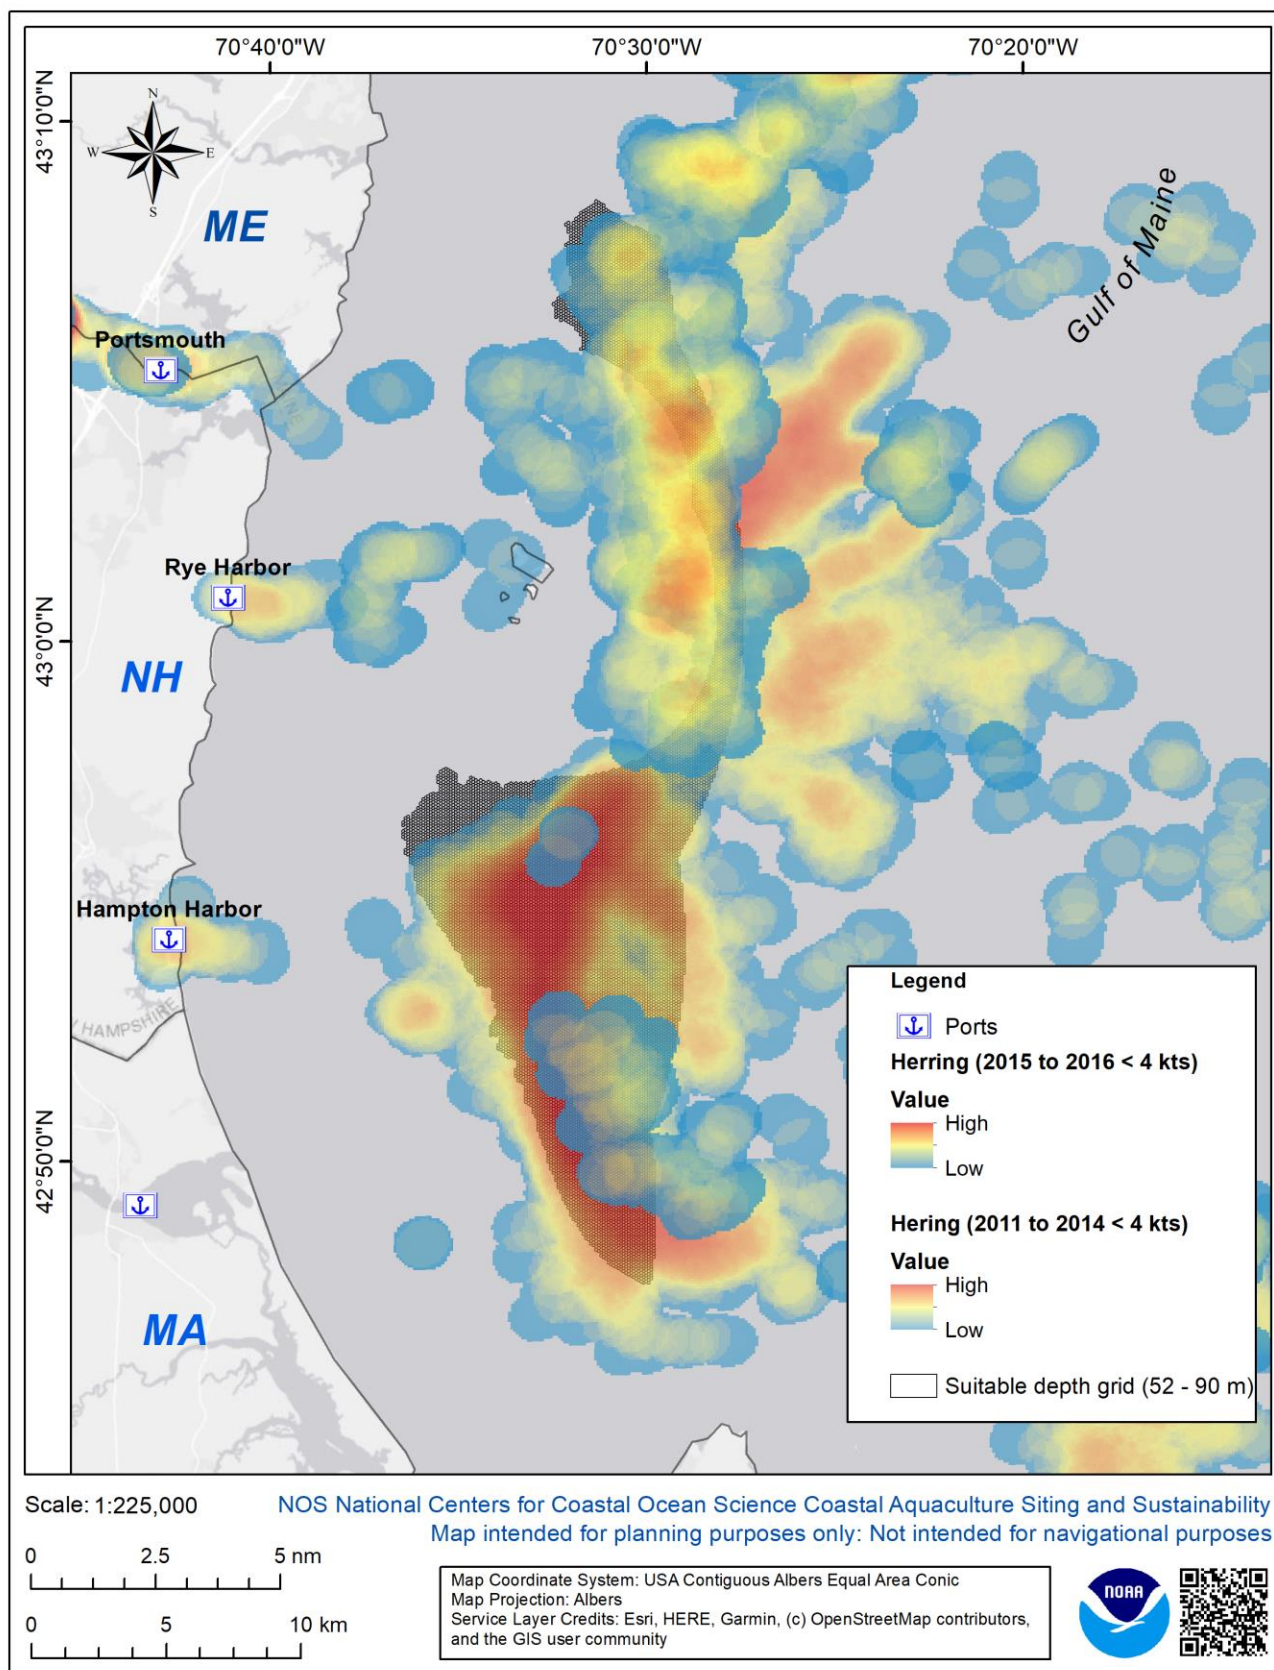 70°40'0"W
70°30'0"W
70°20'0"W
43°10'0"N
N
W
E
S
ME
Gulf of Maine
Portsmouth
Rye Harbor
43°0'0"N
NH
Hampton Harbor
HAMPSHIRE
42°50'0"N
MA
Legend
Ports
Herring (2015 to 2016 < 4 kts)
Value
High
Low
Hering (2011 to 2014 < 4 kts)
Value
High
Low
Suitable depth grid (52 - 90 m)
Scale: 1:225,000
NOS National Centers for Coastal Ocean Science Coastal Aquaculture Siting and Sustainability
Map intended for planning purposes only: Not intended for navigational purposes
0 2.5 5 nm
0 5 10 km
Map Coordinate System: USA Contiguous Albers Equal Area Conic
Map Projection: Albers
Service Layer Credits: Esri, HERE, Garmin, (c) OpenStreetMap contributors,
and the GIS user community
NOAA